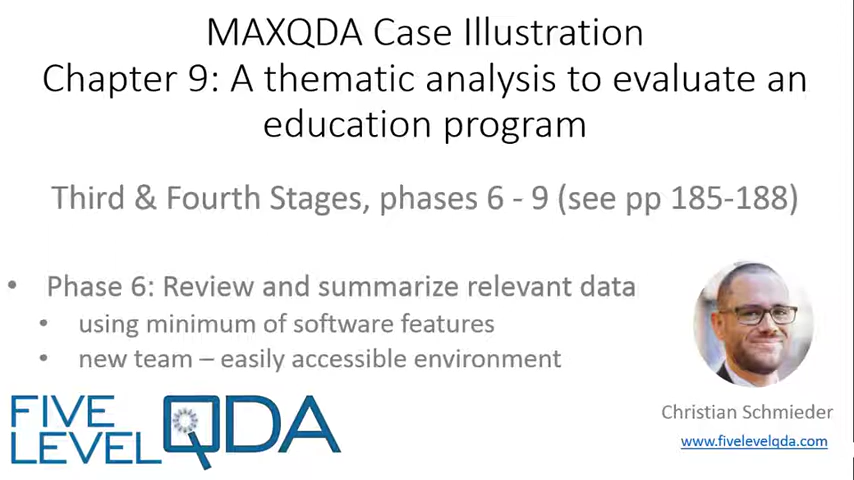 MAXQDA Case Illustration
Chapter 9: A thematic analysis to evaluate an
education program
Third & Fourth Stages, phases 6 - 9 (see pp 185-188)
• Phase 6: Review and summarize relevant data
• using minimum of software features
• new team – easily accessible environment
FIVE
LEVEL QDA
Christian Schmieder
www.fivelevelqda.com